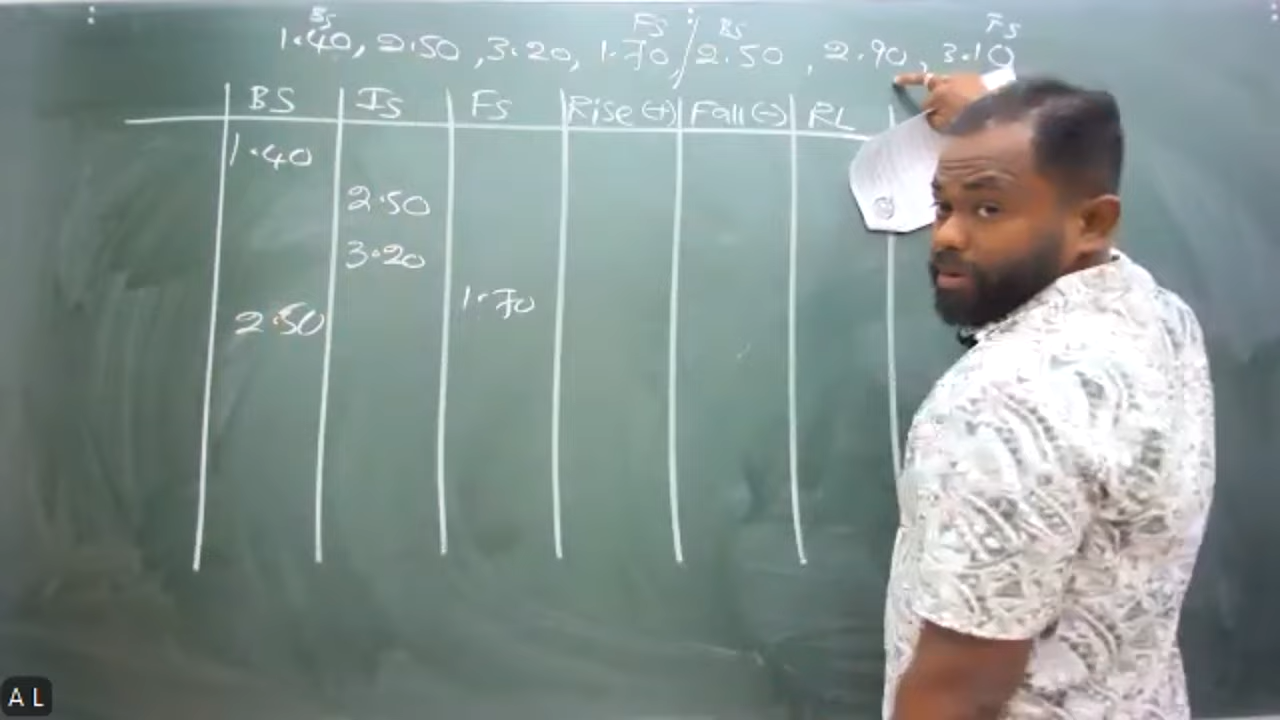 BS FS BS FS
1.40, 2.50, 3.20, 1.70 / 2.50, 2.90, 3.10
BS IS FS Rise (+) Fall (-) RL
1.40
2.50
3.20
1.70
2.50
A L